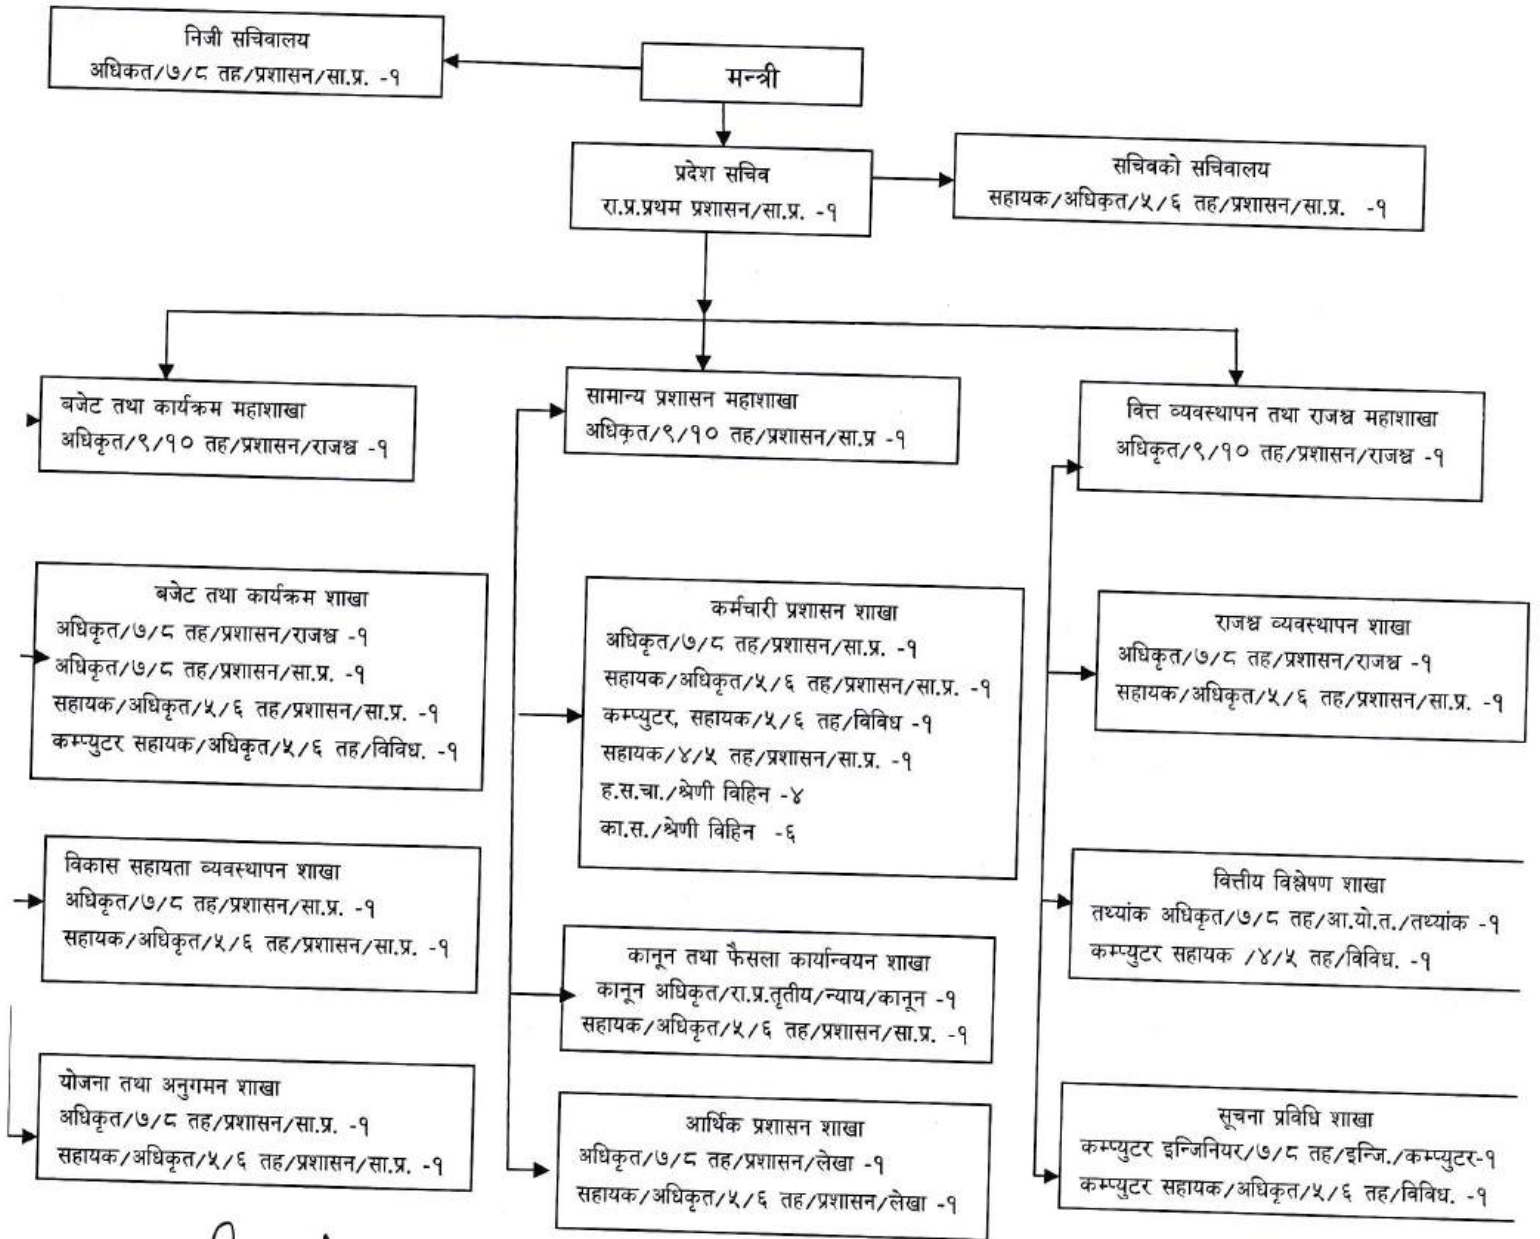 निजी सचिवालय
अधिकत/७/८ तह/प्रशासन/सा.प्र. -१
मन्त्री
प्रदेश सचिव
रा.प्र.प्रथम प्रशासन/सा.प्र. -१
सचिवको सचिवालय
सहायक/अधिकृत/५/६ तह/प्रशासन/सा.प्र. -१
बजेट तथा कार्यक्रम महाशाखा
अधिकृत/९/१० तह/प्रशासन/राजश्व -१
सामान्य प्रशासन महाशाखा
अधिकृत/९/१० तह/प्रशासन/सा.प्र -१
वित्त व्यवस्थापन तथा राजश्व महाशाखा
अधिकृत/९/१० तह/प्रशासन/राजश्व -१
बजेट तथा कार्यक्रम शाखा
अधिकृत/७/८ तह/प्रशासन/राजश्व -१
अधिकृत/७/८ तह/प्रशासन/सा.प्र. -१
सहायक/अधिकृत/५/६ तह/प्रशासन/सा.प्र. -१
कम्प्युटर सहायक/अधिकृत/५/६ तह/विविध. -१
कर्मचारी प्रशासन शाखा
अधिकृत/७/८ तह/प्रशासन/सा.प्र. -१
सहायक/अधिकृत/५/६ तह/प्रशासन/सा.प्र. -१
कम्प्युटर, सहायक/५/६ तह/विविध -१
सहायक/४/५ तह/प्रशासन/सा.प्र. -१
ह.स.चा./श्रेणी विहिन -४
का.स./श्रेणी विहिन -६
राजश्व व्यवस्थापन शाखा
अधिकृत/७/८ तह/प्रशासन/राजश्व -१
सहायक/अधिकृत/५/६ तह/प्रशासन/सा.प्र. -१
विकास सहायता व्यवस्थापन शाखा
अधिकृत/७/८ तह/प्रशासन/सा.प्र. -१
सहायक/अधिकृत/५/६ तह/प्रशासन/सा.प्र. -१
कानून तथा फैसला कार्यान्वयन शाखा
कानून अधिकृत/रा.प्र.तृतीय/न्याय/कानून -१
सहायक/अधिकृत/५/६ तह/प्रशासन/सा.प्र. -१
वित्तीय विश्लेषण शाखा
तथ्यांक अधिकृत/७/८ तह/आ.यो.त./तथ्यांक -१
कम्प्युटर सहायक /४/५ तह/विविध. -१
योजना तथा अनुगमन शाखा
अधिकृत/७/८ तह/प्रशासन/सा.प्र. -१
सहायक/अधिकृत/५/६ तह/प्रशासन/सा.प्र. -१
आर्थिक प्रशासन शाखा
अधिकृत/७/८ तह/प्रशासन/लेखा -१
सहायक/अधिकृत/५/६ तह/प्रशासन/लेखा -१
सूचना प्रविधि शाखा
कम्प्युटर इन्जिनियर/७/८ तह/इन्जि./कम्प्युटर-१
कम्प्युटर सहायक/अधिकृत/५/६ तह/विविध. -१